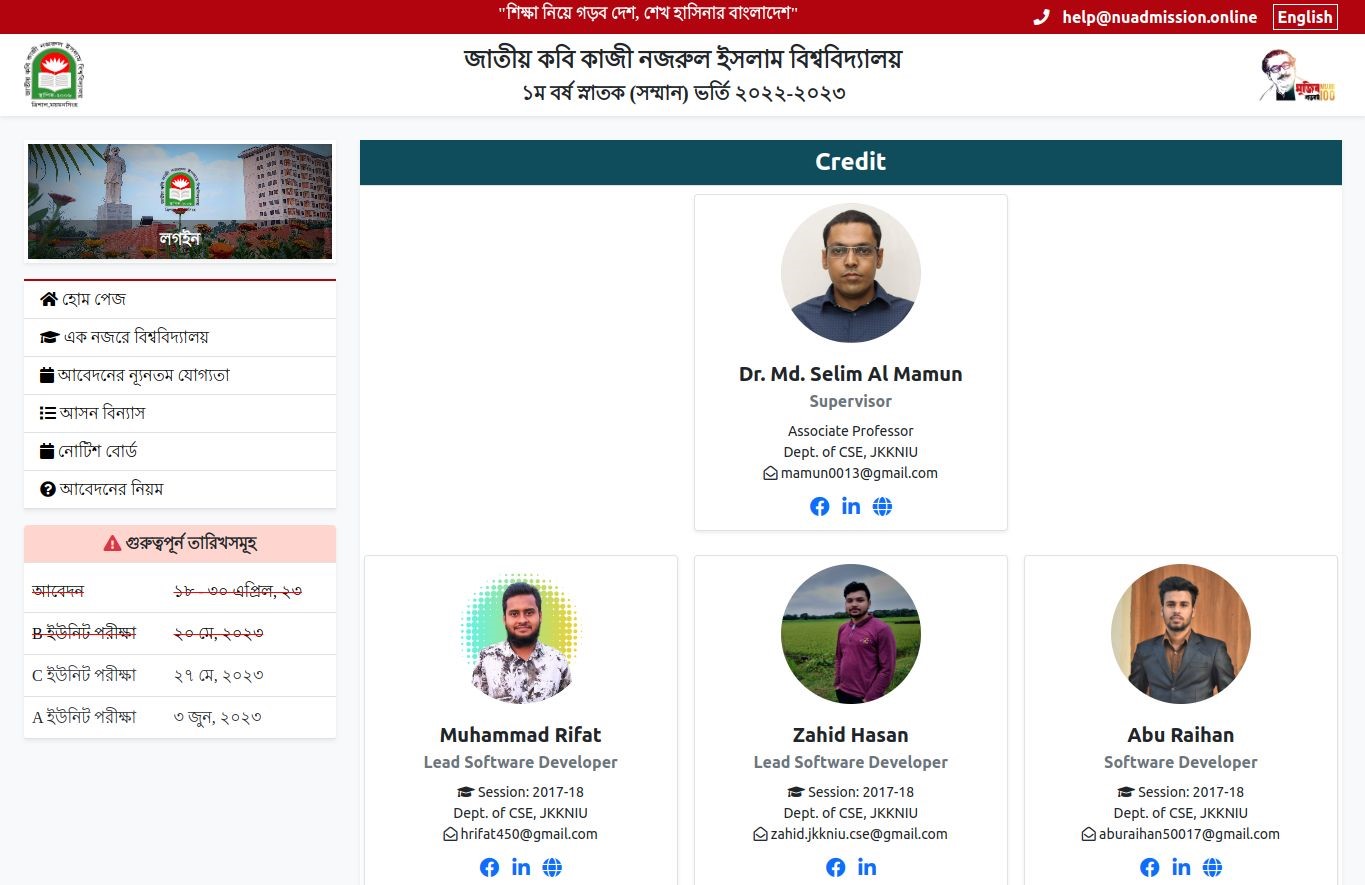 "শিক্ষা নিয়ে গড়ব দেশ, শেখ হাসিনার বাংলাদেশ"
help@nuadmission.online
English
জাতীয় কবি কাজী নজরুল ইসলাম বিশ্ববিদ্যালয়
১ম বর্ষ স্নাতক (সম্মান) ভর্তি ২০২২-২০২৩
লগইন
হোম পেজ
এক নজরে বিশ্ববিদ্যালয়
আবেদনের ন্যূনতম যোগ্যতা
আসন বিন্যাস
নোটিশ বোর্ড
আবেদনের নিয়ম
গুরুত্বপূর্ন তারিখসমূহ
আবেদন ১৮ - ৩০ এপ্রিল, ২৩
B ইউনিট পরীক্ষা ২০ মে, ২০২৩
C ইউনিট পরীক্ষা ২৭ মে, ২০২৩
A ইউনিট পরীক্ষা ৩ জুন, ২০২৩
Credit
Dr. Md. Selim Al Mamun
Supervisor
Associate Professor
Dept. of CSE, JKKNIU
mamun0013@gmail.com
Muhammad Rifat
Lead Software Developer
Session: 2017-18
Dept. of CSE, JKKNIU
hrifat450@gmail.com
Zahid Hasan
Lead Software Developer
Session: 2017-18
Dept. of CSE, JKKNIU
zahid.jkkniu.cse@gmail.com
Abu Raihan
Software Developer
Session: 2017-18
Dept. of CSE, JKKNIU
aburaihan50017@gmail.com